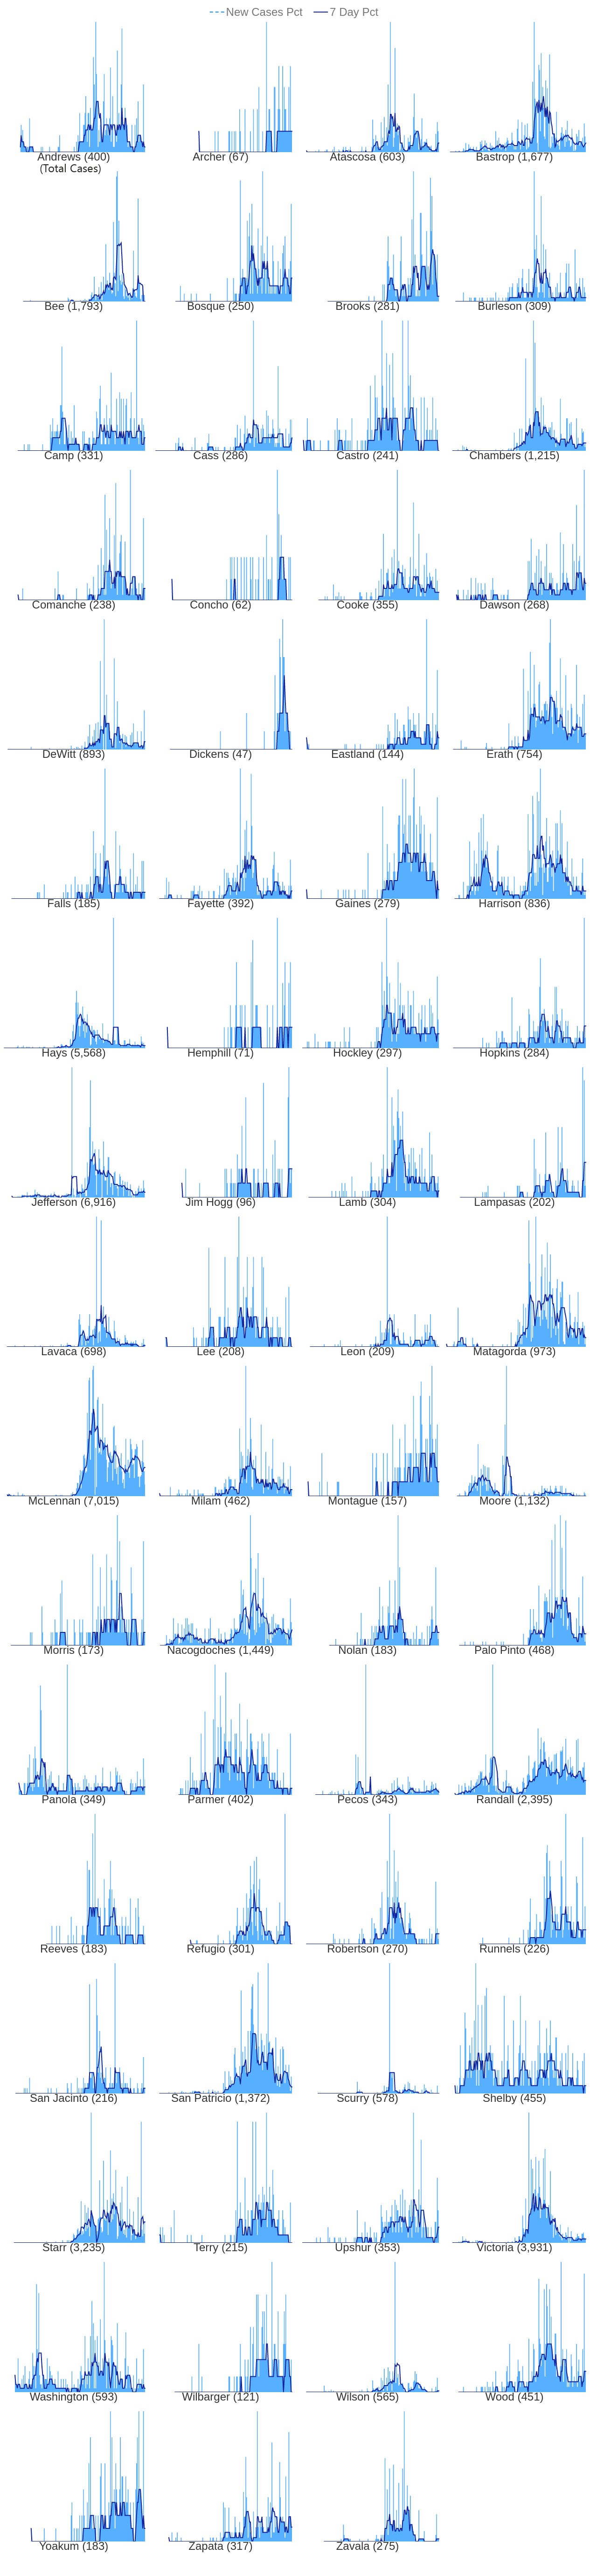 New Cases Pct 7 Day Pct
Andrews (400) Archer (67) Atascosa (603) Bastrop (1,677)
(Total Cases)
Bee (1,793) Bosque (250) Brooks (281) Burleson (309)
Camp (331) Cass (286) Castro (241) Chambers (1,215)
Comanche (238) Concho (62) Cooke (355) Dawson (268)
DeWitt (893) Dickens (47) Eastland (144) Erath (754)
Falls (185) Fayette (392) Gaines (279) Harrison (836)
Hays (5,568) Hemphill (71) Hockley (297) Hopkins (284)
Jefferson (6,916) Jim Hogg (96) Lamb (304) Lampasas (202)
Lavaca (698) Lee (208) Leon (209) Matagorda (973)
McLennan (7,015) Milam (462) Montague (157) Moore (1,132)
Morris (173) Nacogdoches (1,449) Nolan (183) Palo Pinto (468)
Panola (349) Parmer (402) Pecos (343) Randall (2,395)
Reeves (183) Refugio (301) Robertson (270) Runnels (226)
San Jacinto (216) San Patricio (1,372) Scurry (578) Shelby (455)
Starr (3,235) Terry (215) Upshur (353) Victoria (3,931)
Washington (593) Wilbarger (121) Wilson (565) Wood (451)
Yoakum (183) Zapata (317) Zavala (275)